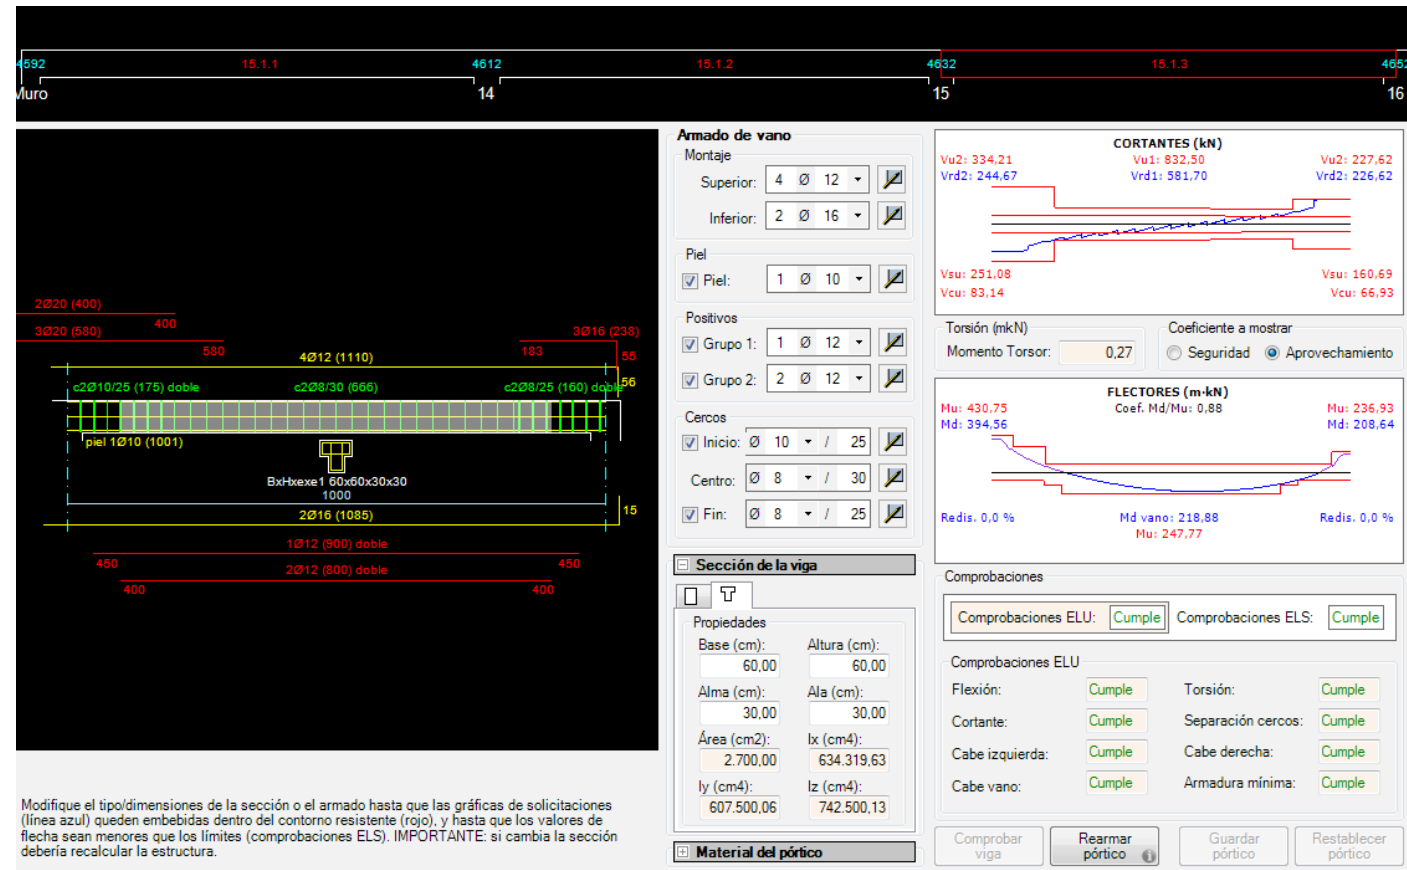 4592 15.1.1 4612 15.1.2 4632 15.1.3 4652
Muro 14 15 16
2Ø20 (400)
400
3Ø20 (580)
580
3Ø16 (238)
183 55
4Ø12 (1110)
56
c2Ø10/25 (175) doble c2Ø8/30 (666) c2Ø8/25 (160) doble
piel 1Ø10 (1001)
BxHxexe1 60x60x30x30
1000
2Ø16 (1085)
15
1Ø12 (900) doble
450 450
2Ø12 (800) doble
400 400
Modifique el tipo/dimensiones de la sección o el armado hasta que las gráficas de solicitaciones
(línea azul) queden embebidas dentro del contorno resistente (rojo), y hasta que los valores de
flecha sean menores que los límites (comprobaciones ELS). IMPORTANTE: si cambia la sección
debería recalcular la estructura.
Armado de vano
Montaje
Superior: 4 Ø 12
Inferior: 2 Ø 16
Piel
Piel: 1 Ø 10
Positivos
Grupo 1: 1 Ø 12
Grupo 2: 2 Ø 12
Cercos
Inicio: Ø 10 / 25
Centro: Ø 8 / 30
Fin: Ø 8 / 25
Sección de la viga
Propiedades
Base (cm): Altura (cm):
60,00 60,00
Alma (cm): Ala (cm):
30,00 30,00
Área (cm2): Ix (cm4):
2.700,00 634.319,63
Iy (cm4): Iz (cm4):
607.500,06 742.500,13
Material del pórtico
CORTANTES (kN)
Vu2: 334,21 Vu1: 832,50 Vu2: 227,62
Vrd2: 244,67 Vrd1: 581,70 Vrd2: 226,62
Vsu: 251,08 Vsu: 160,69
Vcu: 83,14 Vcu: 66,93
Torsión (mkN)
Momento Torsor: 0,27
Coeficiente a mostrar
Seguridad Aprovechamiento
FLECTORES (m·kN)
Mu: 430,75 Coef. Md/Mu: 0,88 Mu: 236,93
Md: 394,56 Md: 208,64
Redis. 0,0 % Md vano: 218,88 Redis. 0,0 %
Mu: 247,77
Comprobaciones
Comprobaciones ELU: Cumple Comprobaciones ELS: Cumple
Comprobaciones ELU
Flexión: Cumple Torsión: Cumple
Cortante: Cumple Separación cercos: Cumple
Cabe izquierda: Cumple Cabe derecha: Cumple
Cabe vano: Cumple Armadura mínima: Cumple
Comprobar
viga
Rearmar
pórtico
Guardar
pórtico
Restablecer
pórtico